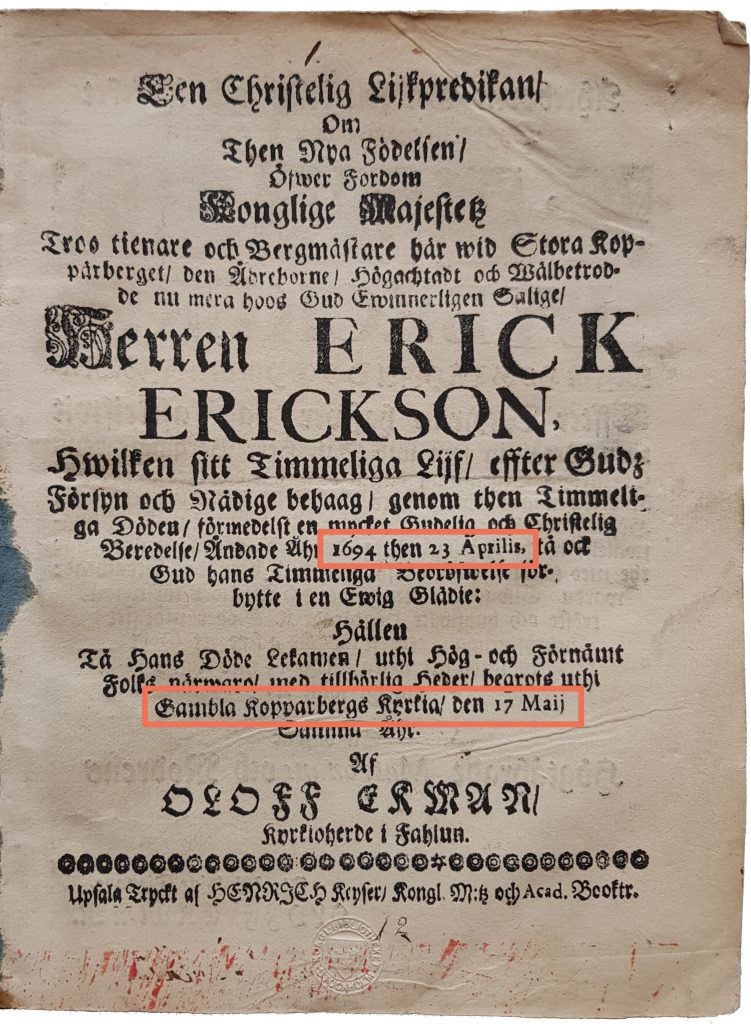 Een Christelig Lijkpredikan/
Om
Then Nya Födelsen/
Öfwer Fordom
Konglige Majestetz
Troo tienare och Bergmästare här wid Stora Kop-
pärberget/ den Ährebonre/ Högachtadt och Wälbetrod-
de nu mera hoos Gud Ewinnerligen Salige/
Herren ERICK
ERICKSON,
Hwilken sitt Timmeliga Lijf/ effter Gudz
Försyn och Nådige behaag/ genom then Timmeli-
ga Döden/ förmedelst en mycket Gudelig och Christelig
Beredelse/ Ändade Åhr 1694 then 23 Aprilis, tå ock
Gud hans Timmeliga för-
bytte i en Ewig Glädie:
Hållen
Tå Hans Döde Lekamen/ uthi Hög- och Förnämt
Folks närwaro/ med tillbörlig Heder/ begrofs uthi
Gambla Kopparbergs Kyrkia/ den 17 Maij
Samma Åhr.
Af
OLOFF EKMAN/
Kyrkioherde i Fahlun.
Upsala Tryckt af HENRICH Keyser/ Kongl. M:tz och Acad. Booktr.
12